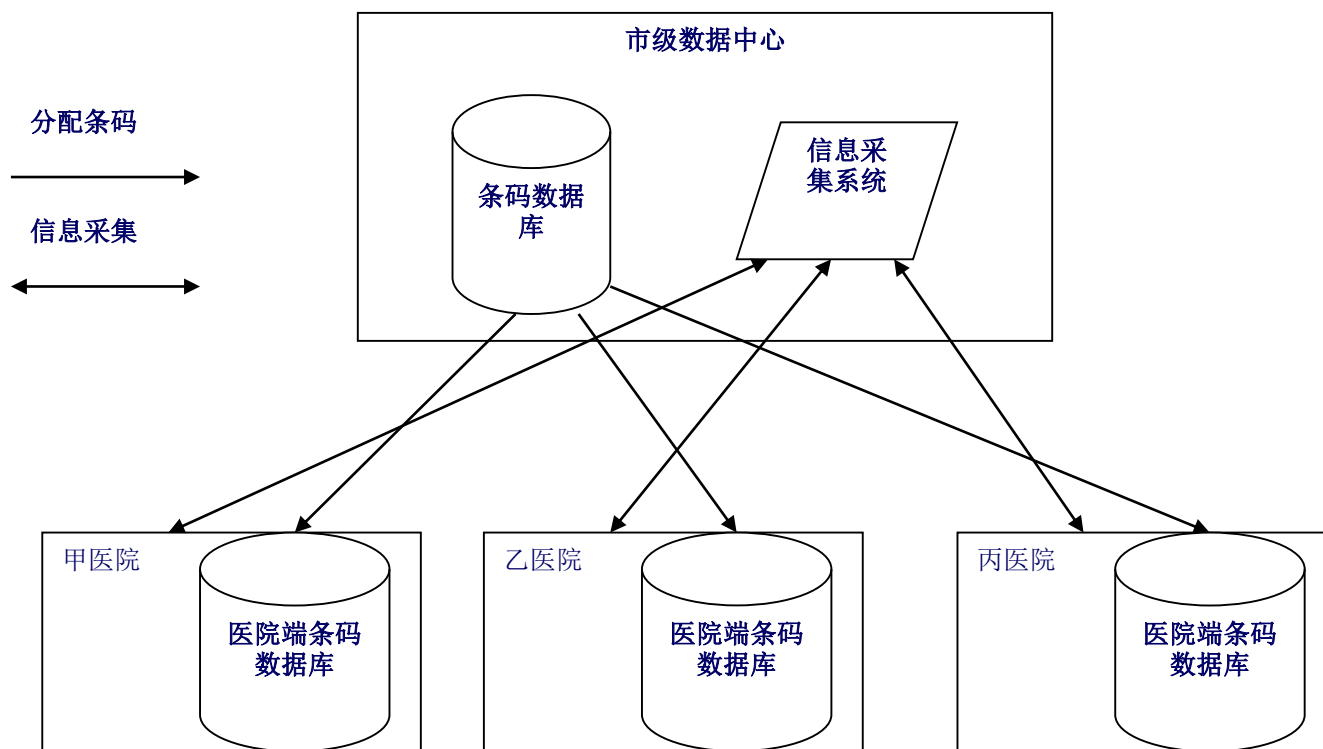 市级数据中心
分配条码
信息采集
条码数据
库
信息采
集系统
甲医院
医院端条码
数据库
乙医院
医院端条码
数据库
丙医院
医院端条码
数据库